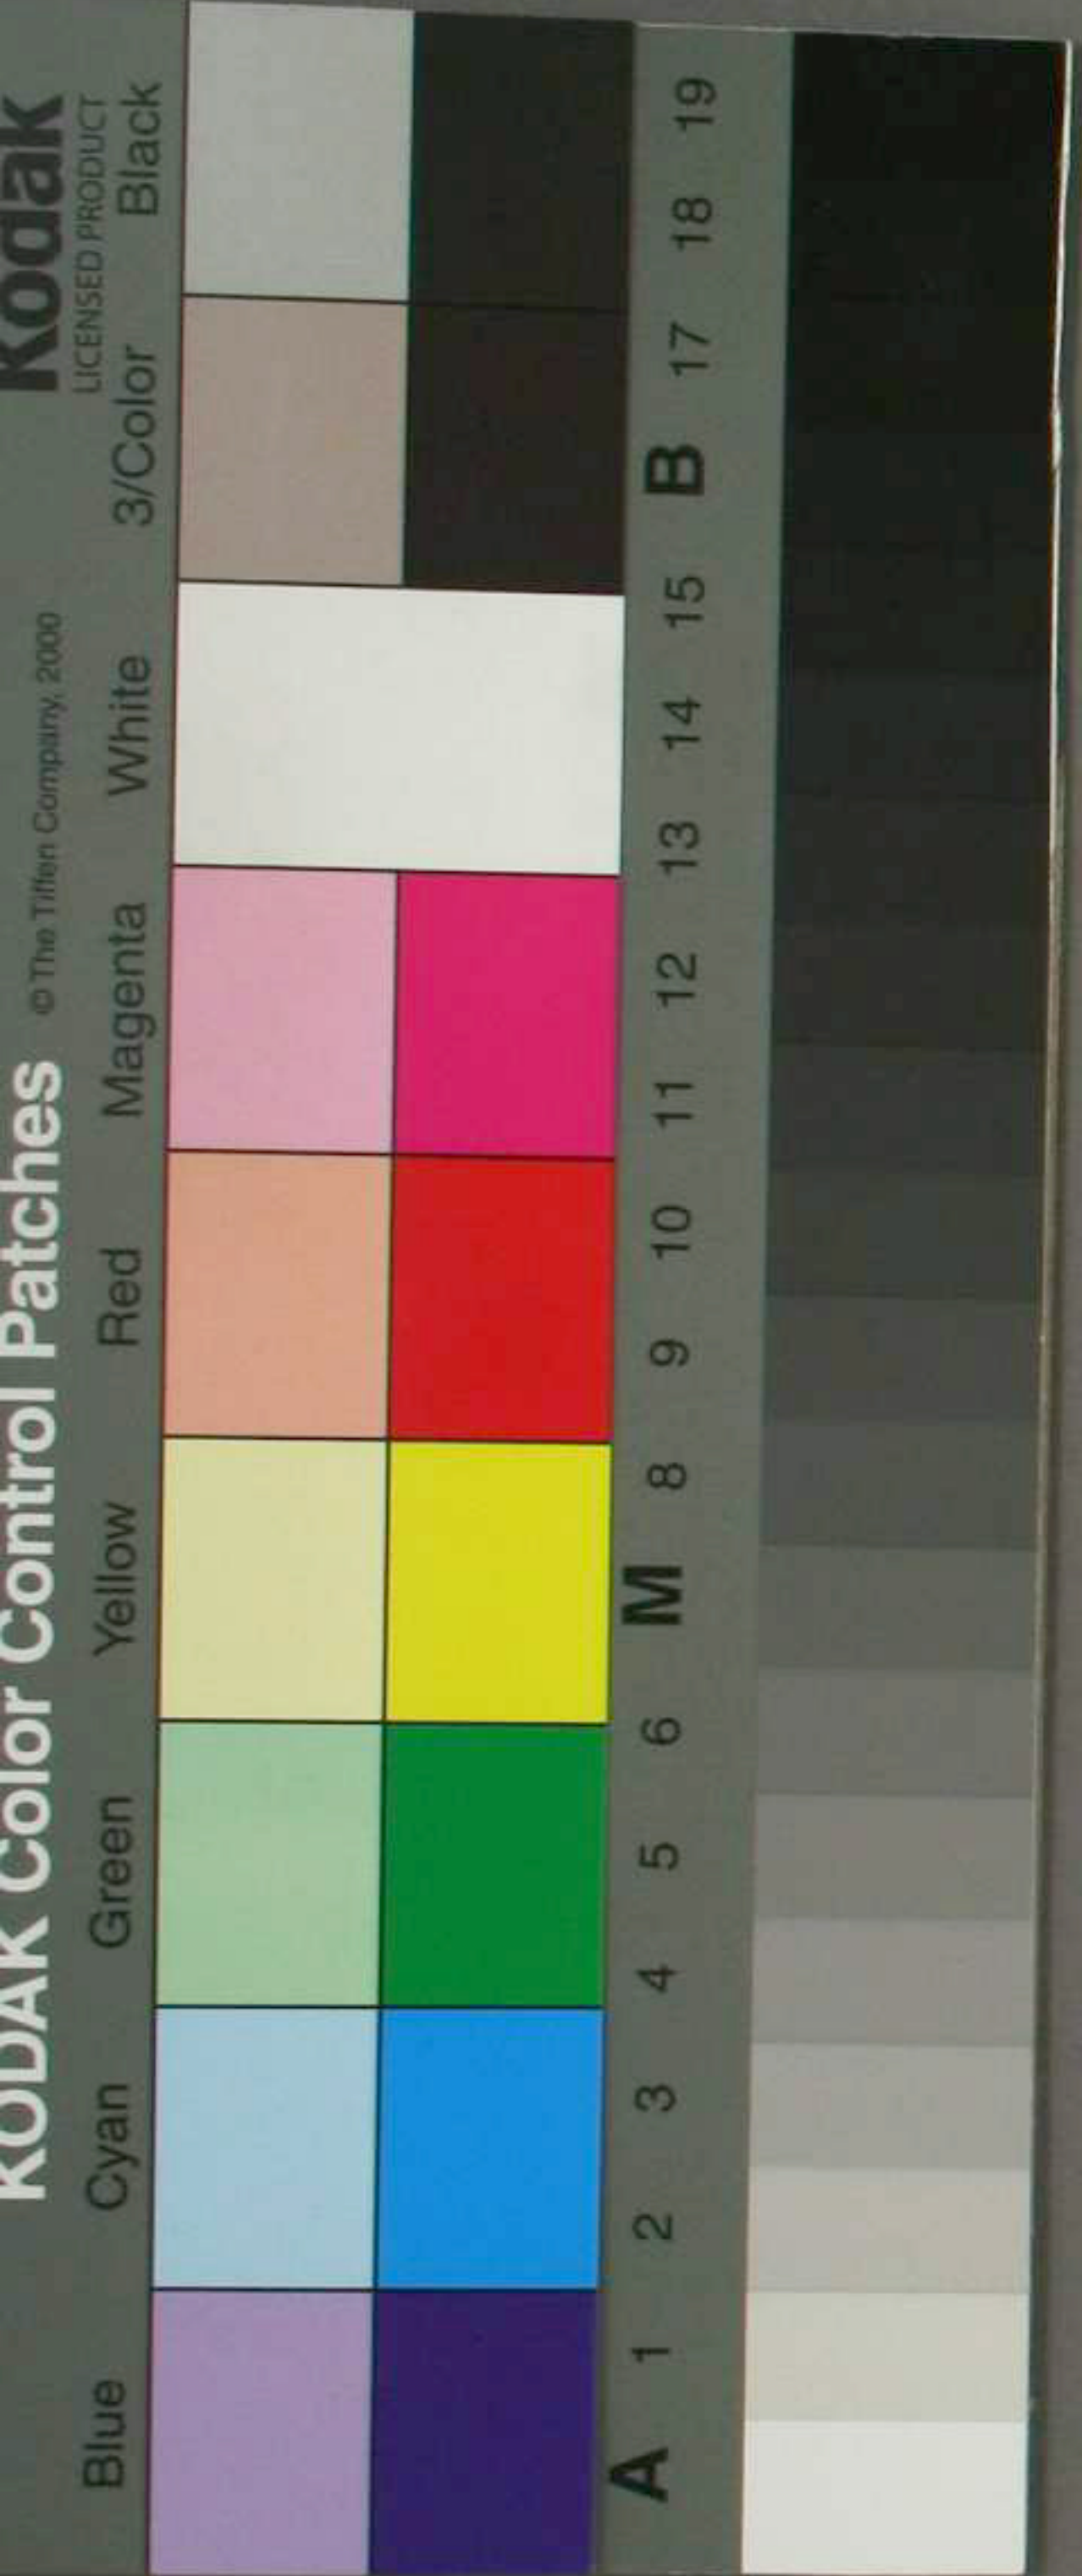 KODAK Color Control Patches © The Tiffen Company, 2000 Kodak
LICENSED PRODUCT
Blue Cyan Green Yellow Red Magenta White 3/Color Black
A 1 2 3 4 5 6 M 8 9 10 11 12 13 14 15 B 17 18 19